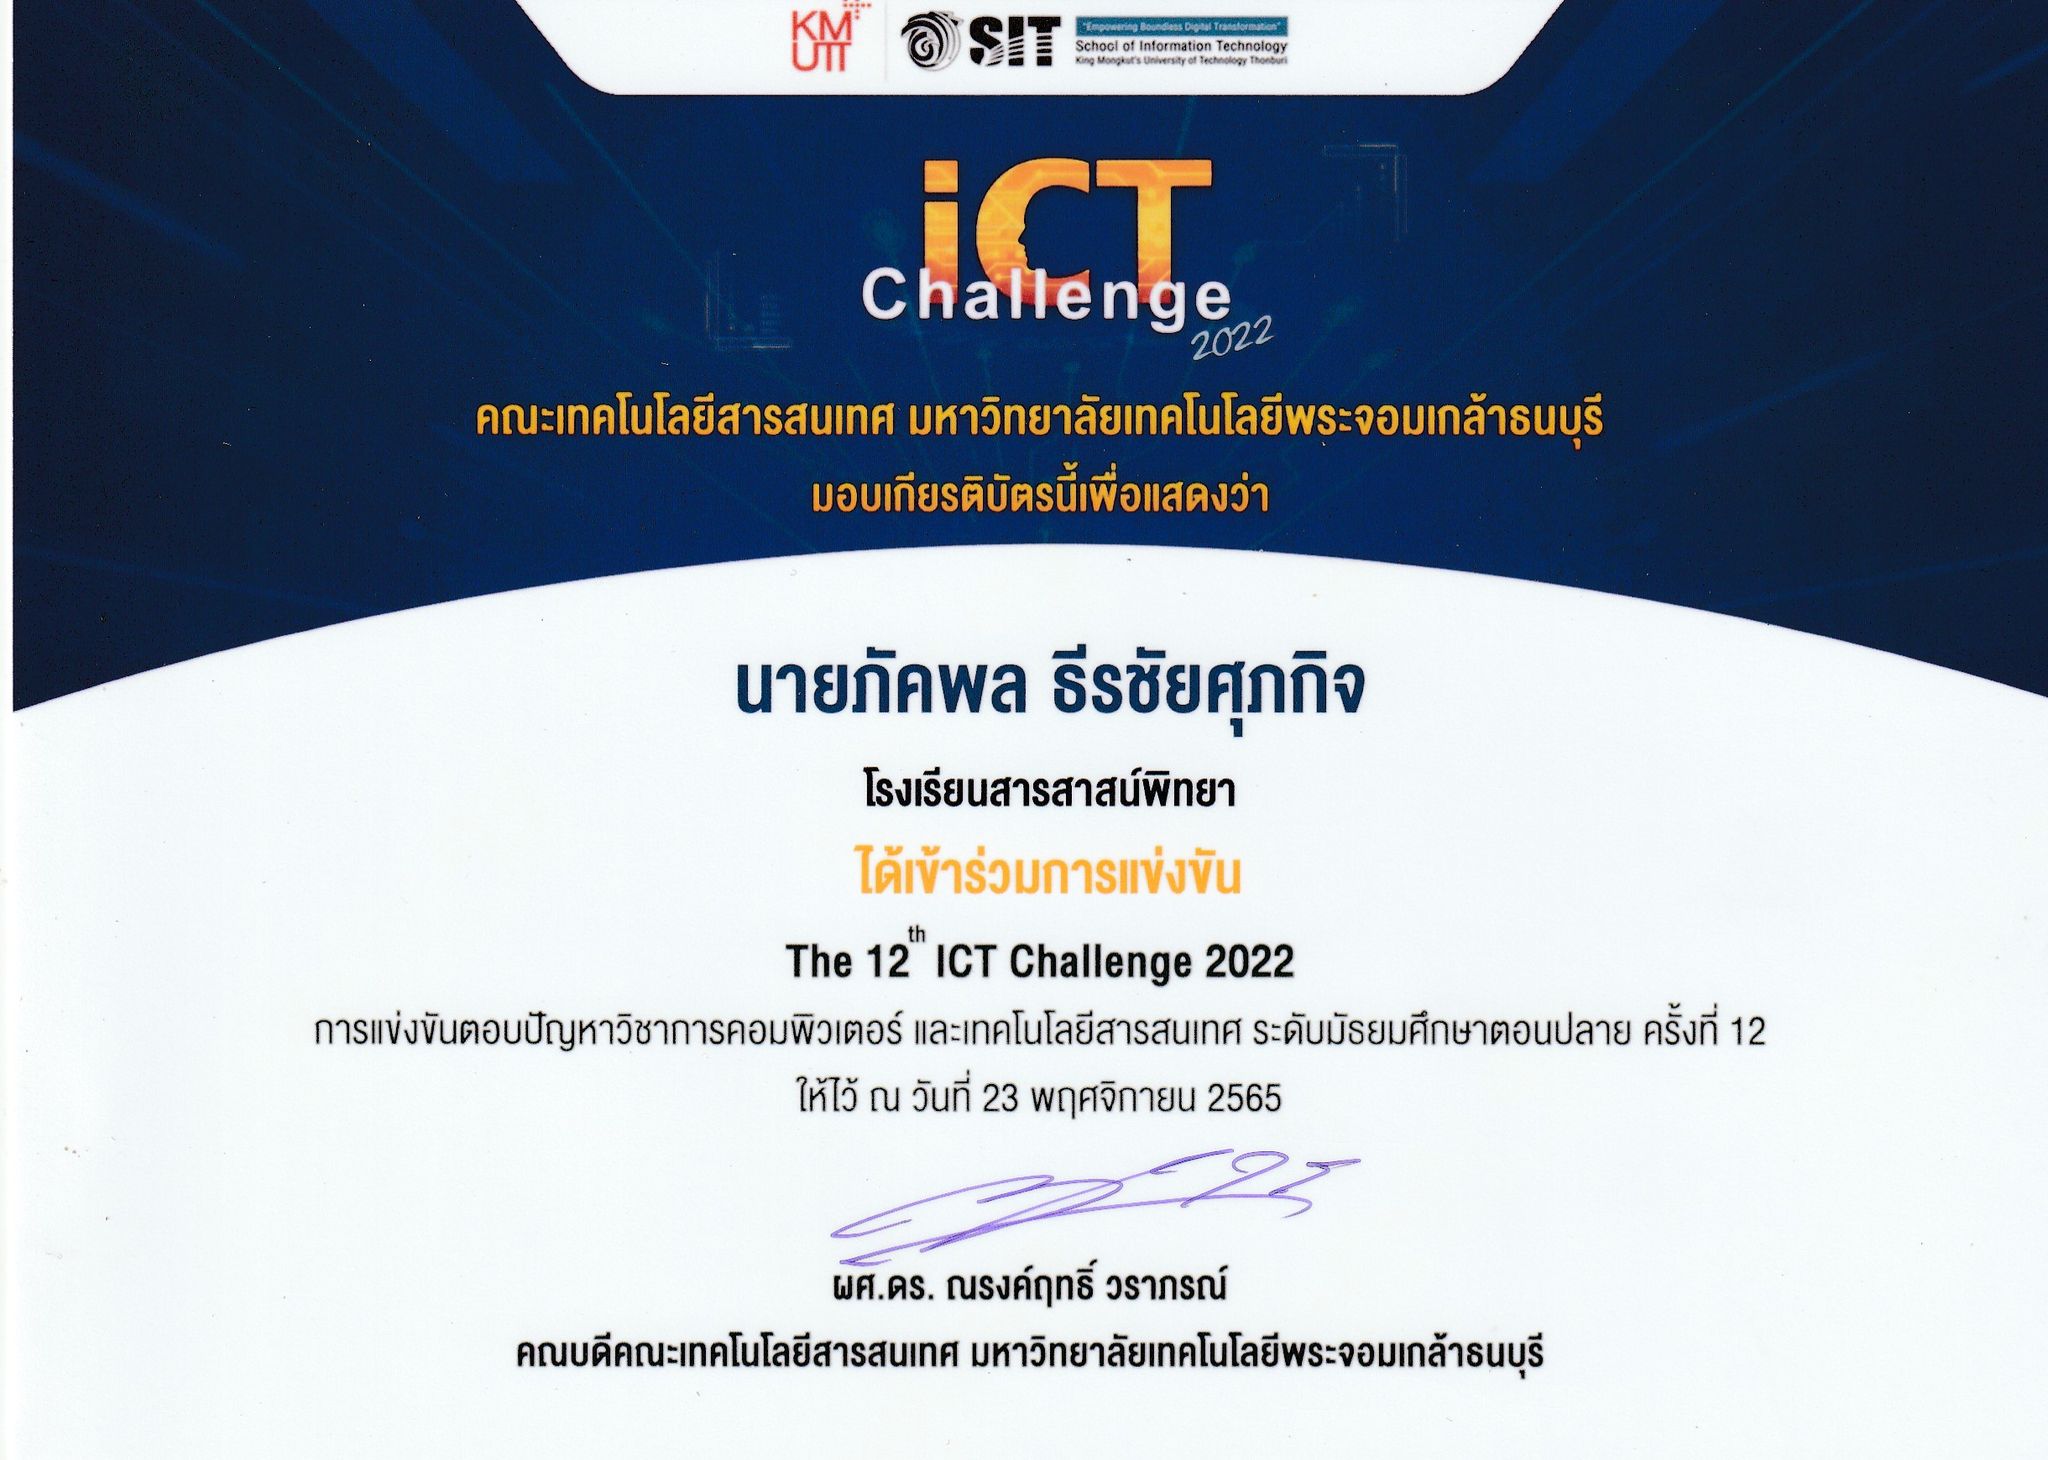 KM
UTT
SIT
"Empowering Boundless Digital Transformation"
School of Information Technology
King Mongkut's University of Technology Thonburi
iCT
Challenge
2022
คณะเทคโนโลยีสารสนเทศ มหาวิทยาลัยเทคโนโลยีพระจอมเกล้าธนบุรี
มอบเกียรติบัตรนี้เพื่อแสดงว่า
นายภัคพล ธีรชัยศุภกิจ
โรงเรียนสารสาสน์พิทยา
ได้เข้าร่วมการแข่งขัน
The 12th ICT Challenge 2022
การแข่งขันตอบปัญหาวิชาการคอมพิวเตอร์ และเทคโนโลยีสารสนเทศ ระดับมัธยมศึกษาตอนปลาย ครั้งที่ 12
ให้ไว้ ณ วันที่ 23 พฤศจิกายน 2565
ผศ.ดร. ณรงค์ฤทธิ์ วราภรณ์
คณบดีคณะเทคโนโลยีสารสนเทศ มหาวิทยาลัยเทคโนโลยีพระจอมเกล้าธนบุรี